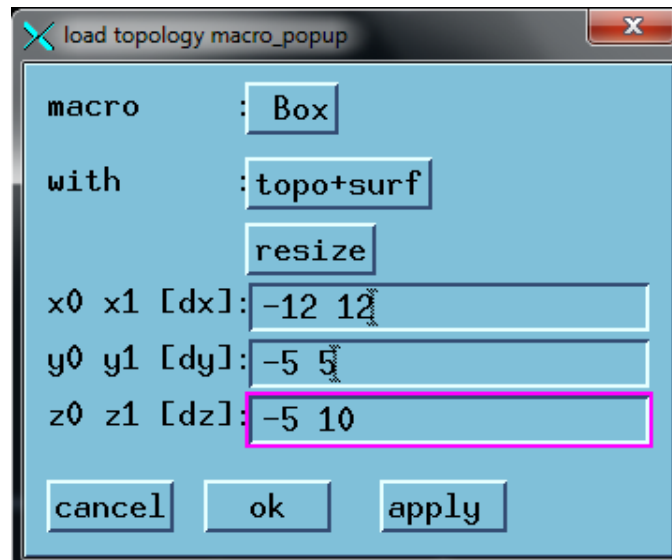 load topology macro_popup
macro : Box
with : topo+surf
resize
x0 x1 [dx]: -12 12
y0 y1 [dy]: -5 5
z0 z1 [dz]: -5 10
cancel ok apply